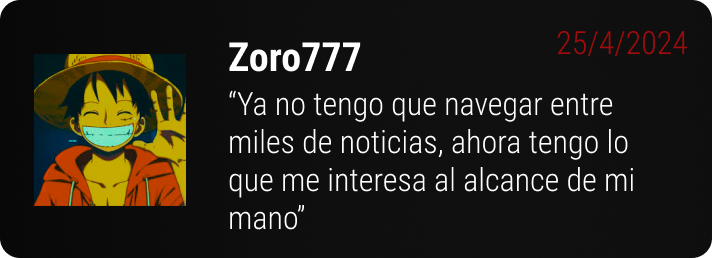 Zoro777
25/4/2024
“Ya no tengo que navegar entre
miles de noticias, ahora tengo lo
que me interesa al alcance de mi
mano”